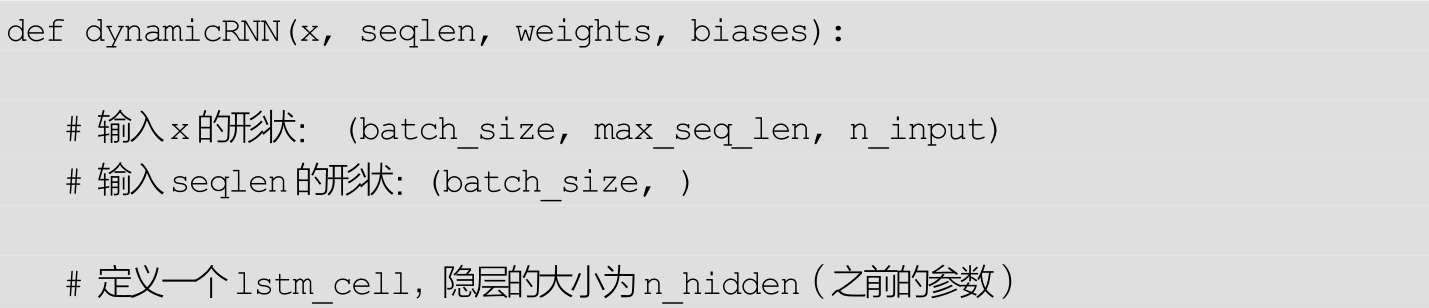 def dynamicRNN(x, seqlen, weights, biases):
# 输入 x 的形状： (batch_size, max_seq_len, n_input)
# 输入 seqlen 的形状：(batch_size, )
# 定义一个 lstm_cell，隐层的大小为 n_hidden（之前的参数）